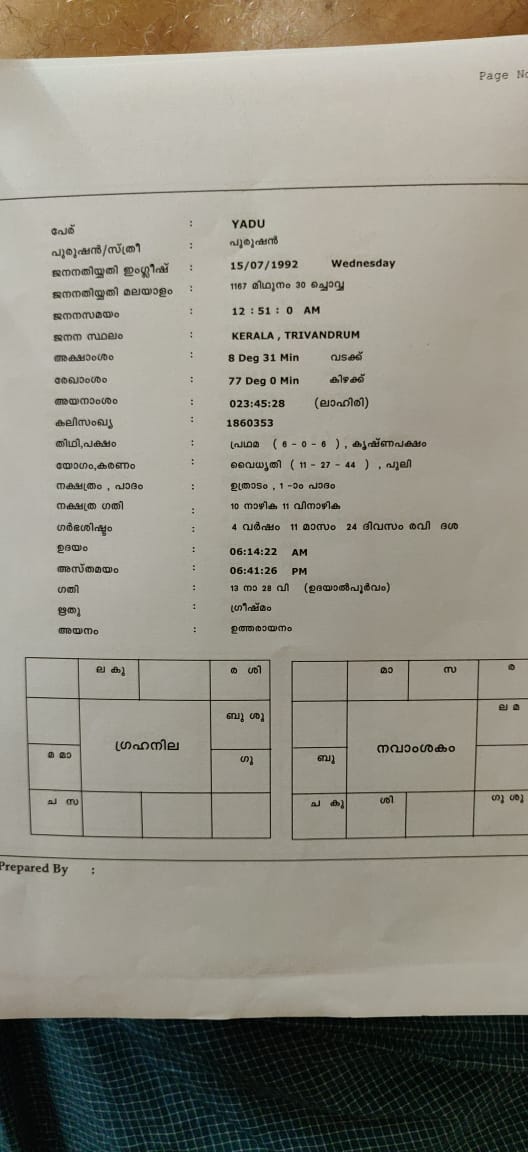 Page No
പേര് : YADU
പുരുഷൻ/സ്ത്രീ : പുരുഷൻ
ജനനതിയ്യതി ഇംഗ്ലീഷ് : 15/07/1992 Wednesday
ജനനതിയ്യതി മലയാളം : 1167 മിഥുനം 30 ച്ചൊവ്വ
ജനനസമയം : 12 : 51 : 0 AM
ജനന സ്ഥലം : KERALA , TRIVANDRUM
അക്ഷാംശം : 8 Deg 31 Min വടക്ക്
രേഖാംശം : 77 Deg 0 Min കിഴക്ക്
അയനാംശം : 023:45:28 (ലാഹിരി)
കലിസംഖ്യ : 1860353
തിഥി,പക്ഷം : പ്രഥമ ( 6 - 0 - 6 ) , കൃഷ്ണപക്ഷം
യോഗം,കരണം : വൈധൃതി ( 11 - 27 - 44 ) , പുലി
നക്ഷത്രം , പാദം : ഉത്രാടം , 1 -ാം പാദം
നക്ഷത്ര ഗതി : 10 നാഴിക 11 വിനാഴിക
ഗർഭശിഷ്ടം : 4 വർഷം 11 മാസം 24 ദിവസം രവി ദശ
ഉദയം : 06:14:22 AM
അസ്തമയം : 06:41:26 PM
ഗതി : 13 നാ 28 വി (ഉദയാൽപൂർവം)
ഋതു : ഗ്രീഷ്മം
അയനം : ഉത്തരായനം
ല കു ര ശി
ബു ശു
ഗ്രഹനില
മ മാ ഗു
ച സ
മാ സ ര
ല മ
നവാംശകം
ബു
ച കു ശി ഗു ശു
Prepared By :